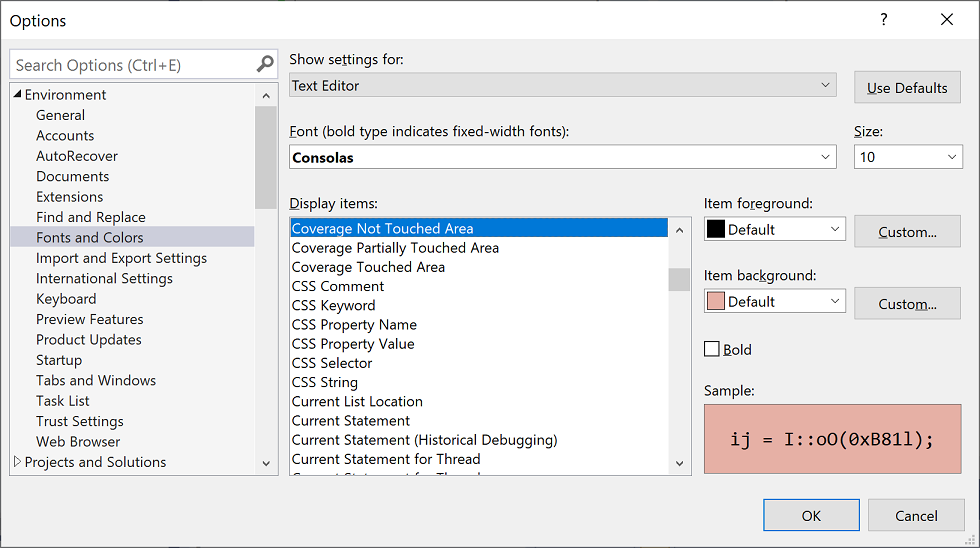 Options
?
Search Options (Ctrl+E)
Environment
General
Accounts
AutoRecover
Documents
Extensions
Find and Replace
Fonts and Colors
Import and Export Settings
International Settings
Keyboard
Preview Features
Product Updates
Startup
Tabs and Windows
Task List
Trust Settings
Web Browser
Projects and Solutions
Show settings for:
Text Editor
Use Defaults
Font (bold type indicates fixed-width fonts):
Consolas
Size:
10
Display items:
Coverage Not Touched Area
Coverage Partially Touched Area
Coverage Touched Area
CSS Comment
CSS Keyword
CSS Property Name
CSS Property Value
CSS Selector
CSS String
Current List Location
Current Statement
Current Statement (Historical Debugging)
Current Statement for Thread
Item foreground:
Default
Custom...
Item background:
Default
Custom...
Bold
Sample:
ij = I::oO(0xB81l);
OK
Cancel